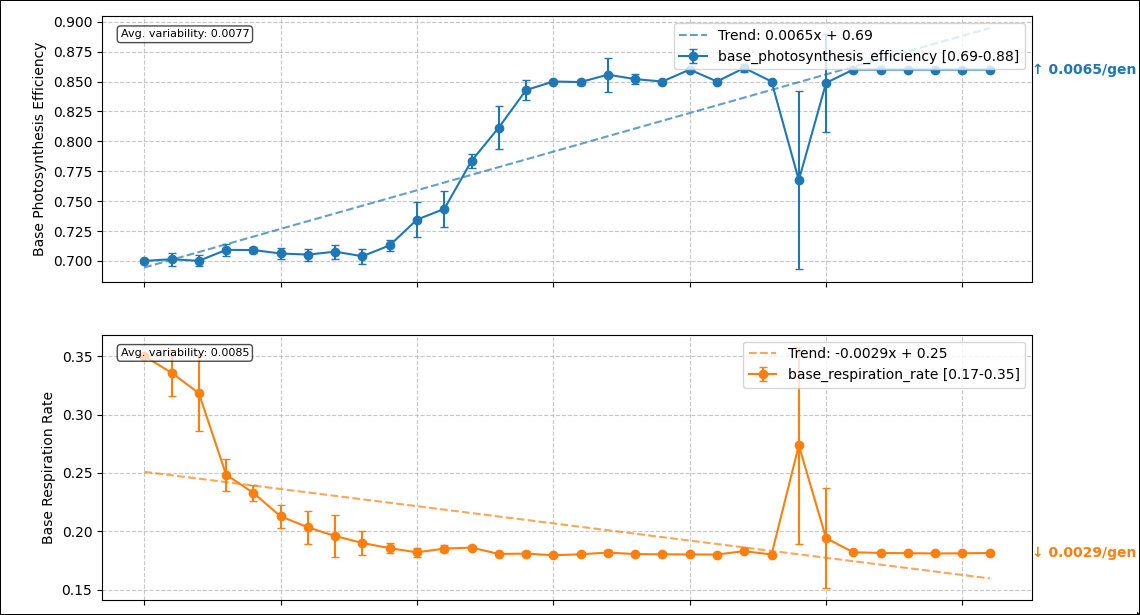 Base Photosynthesis Efficiency
0.900
0.875
0.850
0.825
0.800
0.775
0.750
0.725
0.700
Avg. variability: 0.0077
Trend: 0.0065x + 0.69
base_photosynthesis_efficiency [0.69-0.88]
↑ 0.0065/gen
Base Respiration Rate
0.35
0.30
0.25
0.20
0.15
Avg. variability: 0.0085
Trend: -0.0029x + 0.25
base_respiration_rate [0.17-0.35]
↓ 0.0029/gen